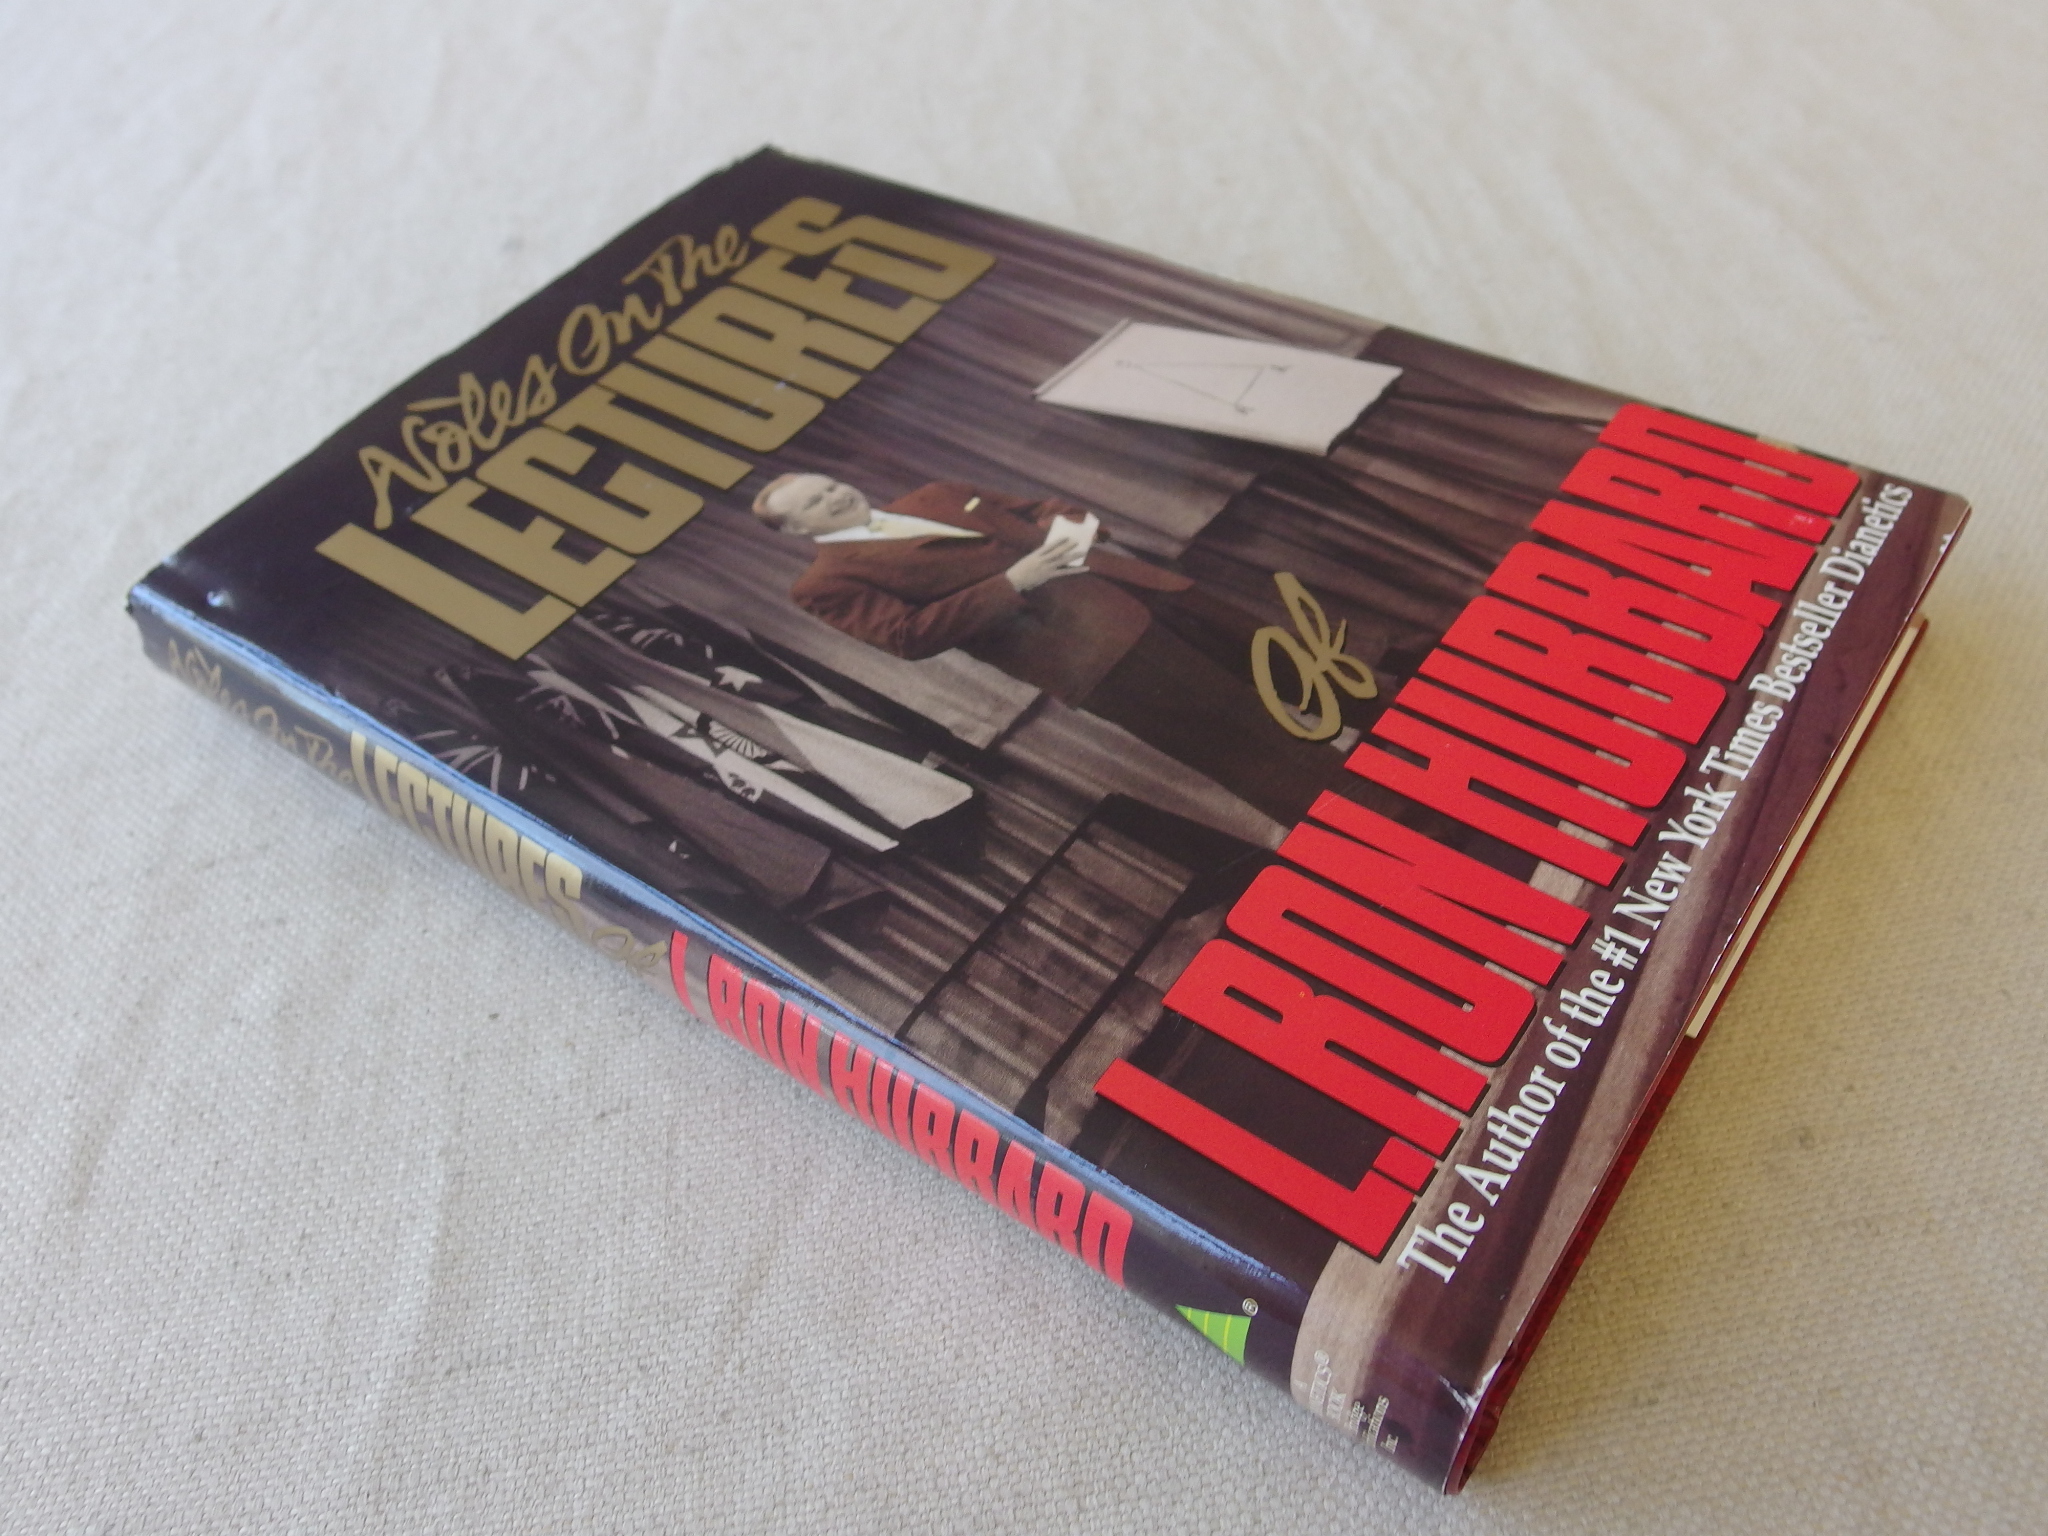 Notes On The
LECTURES
Of
L. RON HUBBARD
The Author of the #1 New York Times Bestseller Dianetics
Notes On The LECTURES Of L RON HUBBARD
®